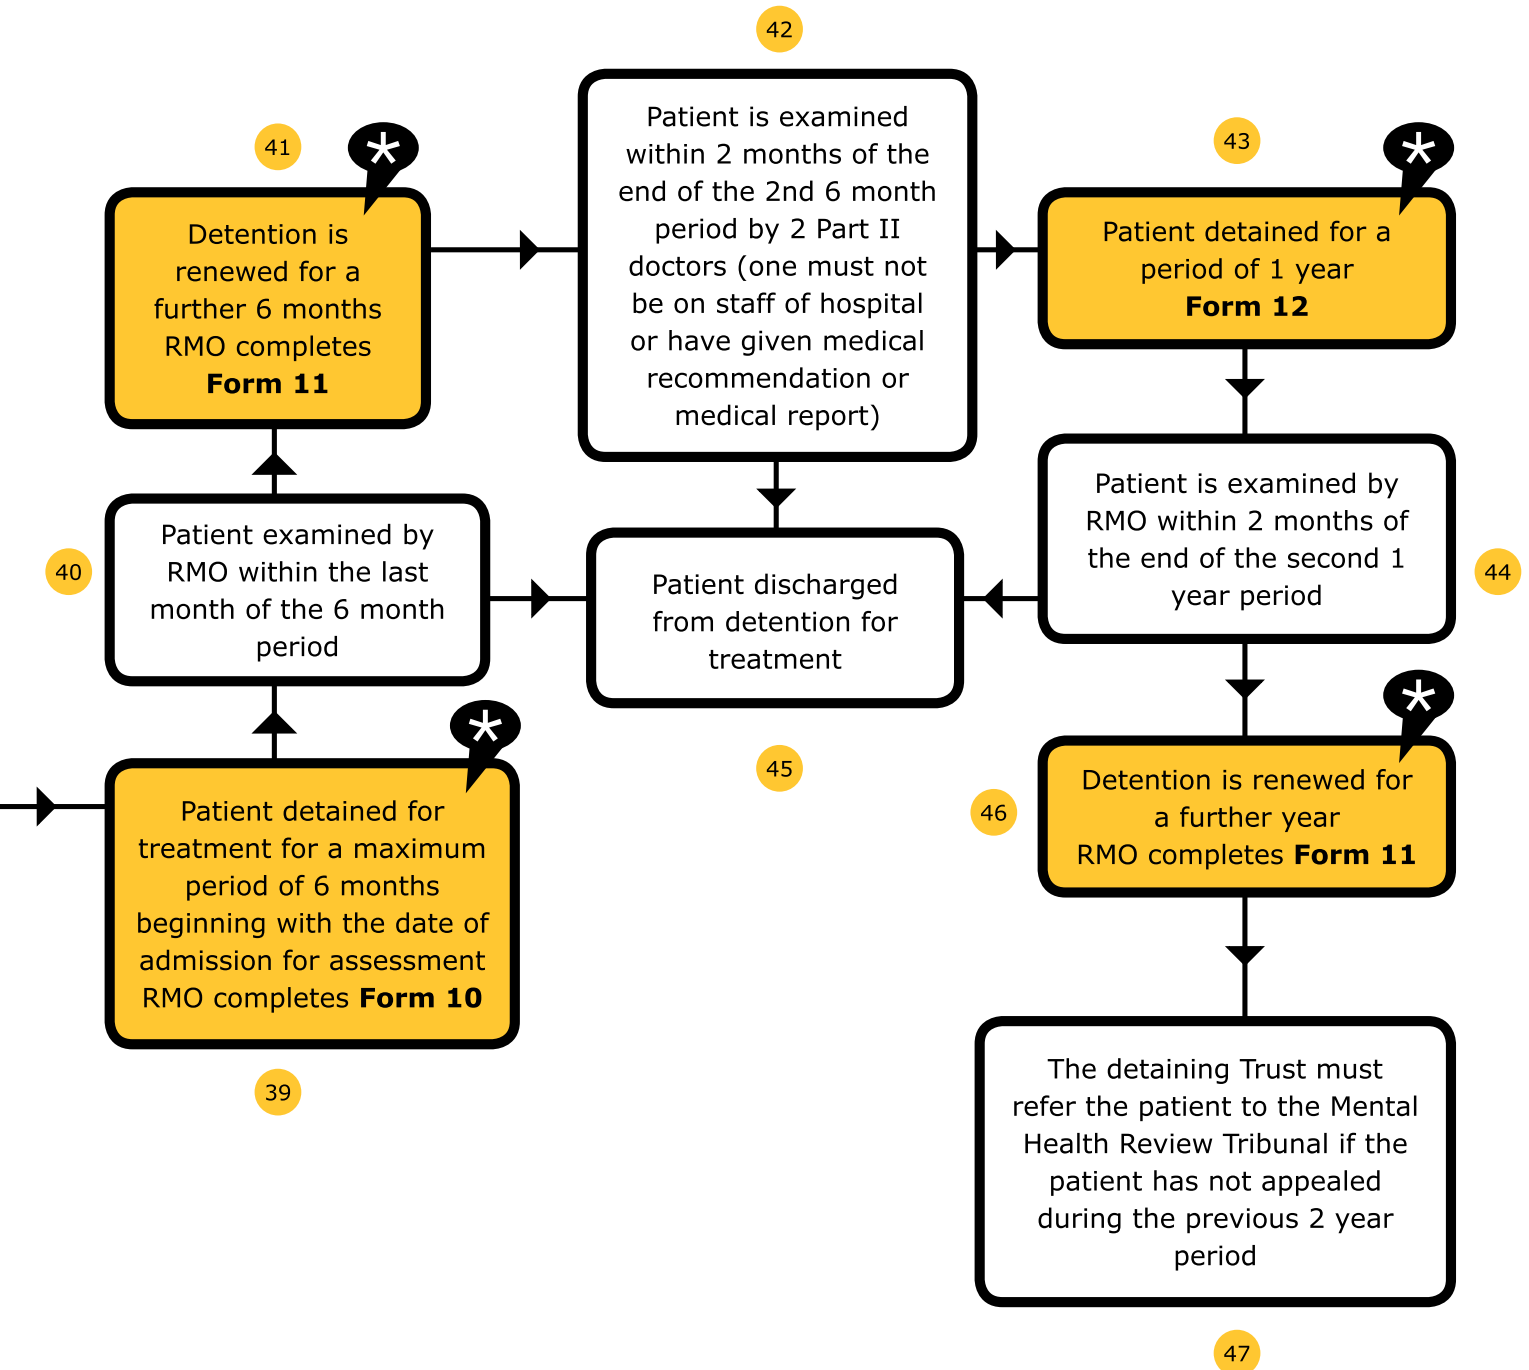 42
Patient is examined
within 2 months of the
end of the 2nd 6 month
period by 2 Part II
doctors (one must not
be on staff of hospital
or have given medical
recommendation or
medical report)
41
*
Detention is
renewed for a
further 6 months
RMO completes
Form 11
43
*
Patient detained for a
period of 1 year
Form 12
40
Patient examined by
RMO within the last
month of the 6 month
period
Patient discharged
from detention for
treatment
45
Patient is examined by
RMO within 2 months of
the end of the second 1
year period
44
*
Patient detained for
treatment for a maximum
period of 6 months
beginning with the date of
admission for assessment
RMO completes Form 10
39
46
*
Detention is renewed for
a further year
RMO completes Form 11
The detaining Trust must
refer the patient to the Mental
Health Review Tribunal if the
patient has not appealed
during the previous 2 year
period
47